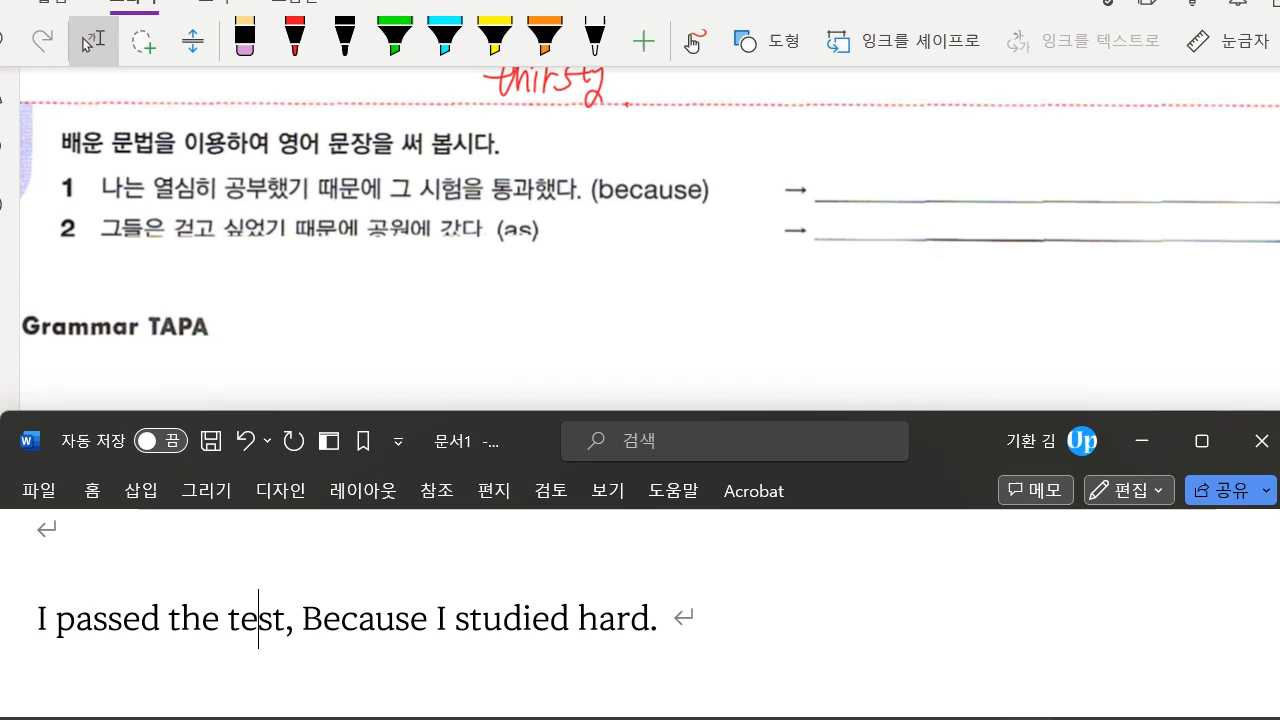 thirsty.
도형
잉크를 셰이프로
잉크를 텍스트로
눈금자
배운 문법을 이용하여 영어 문장을 써 봅시다.
1 나는 열심히 공부했기 때문에 그 시험을 통과했다. (because) →
2 그들은 걷고 싶었기 때문에 공원에 갔다. (as) →
Grammar TAPA
자동 저장 끔 문서1 -... 검색 기환 김 Up
파일 홈 삽입 그리기 디자인 레이아웃 참조 편지 검토 보기 도움말 Acrobat 메모 편집 공유
I passed the test, Because I studied hard.